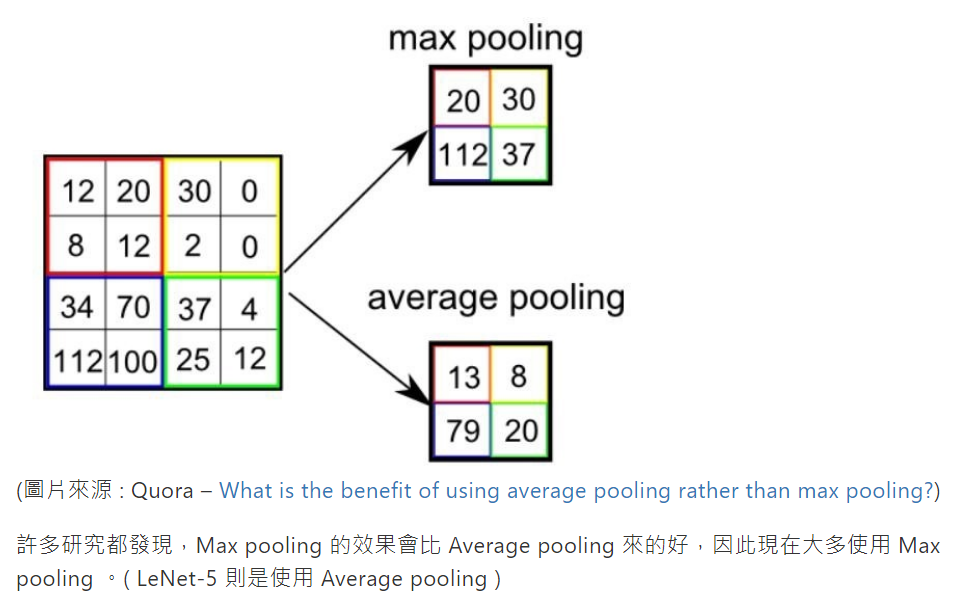 max pooling
20 30
112 37
12 20 30 0
8 12 2 0
34 70 37 4
112 100 25 12
average pooling
13 8
79 20
(圖片來源 : Quora – What is the benefit of using average pooling rather than max pooling?)
許多研究都發現，Max pooling 的效果會比 Average pooling 來的好，因此現在大多使用 Max
pooling 。( LeNet-5 則是使用 Average pooling )